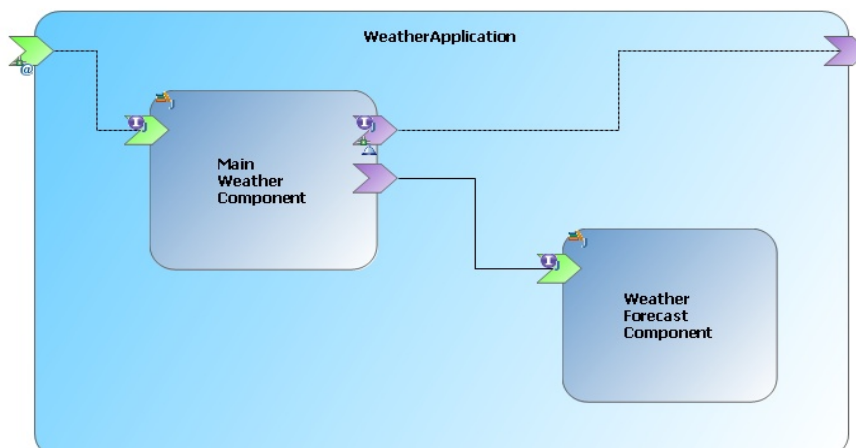 WeatherApplication
Main
Weather
Component
Weather
Forecast
Component